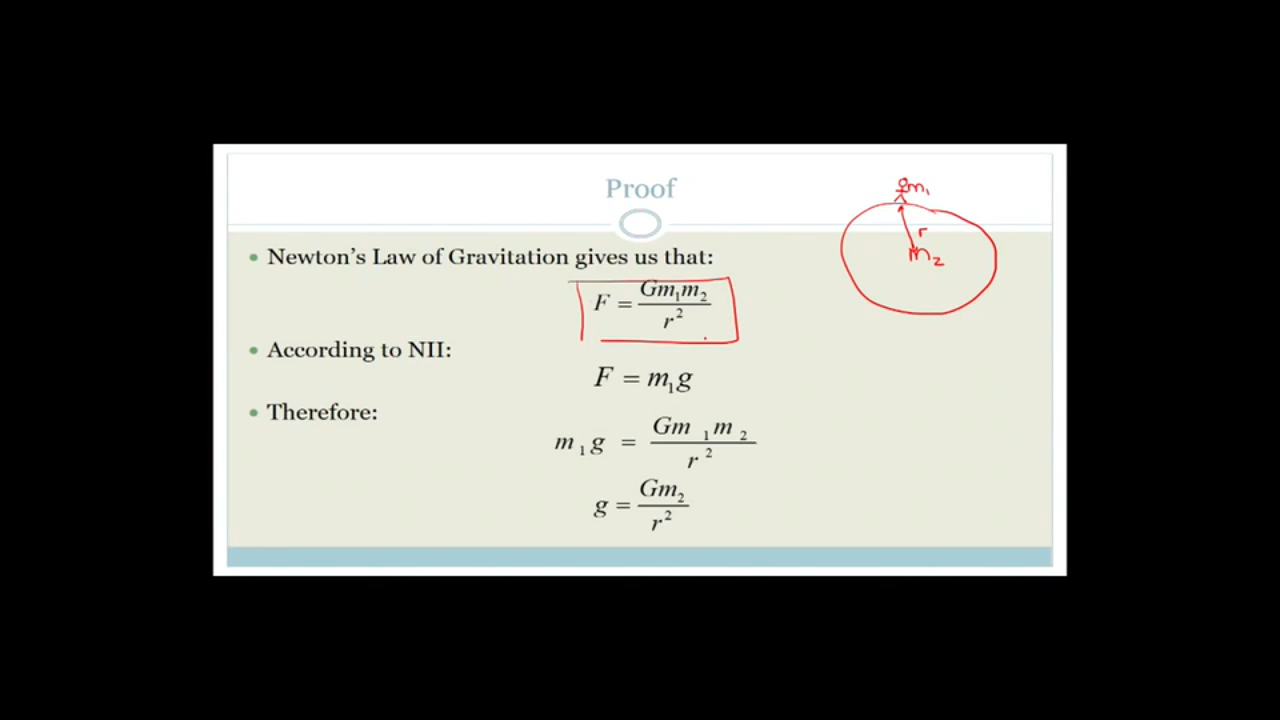 Proof
• Newton's Law of Gravitation gives us that:
F = Gm₁m₂ / r²
• According to NII:
F = m₁g
• Therefore:
m₁g = Gm₁m₂ / r²
g = Gm₂ / r²
m₁
r
m₂